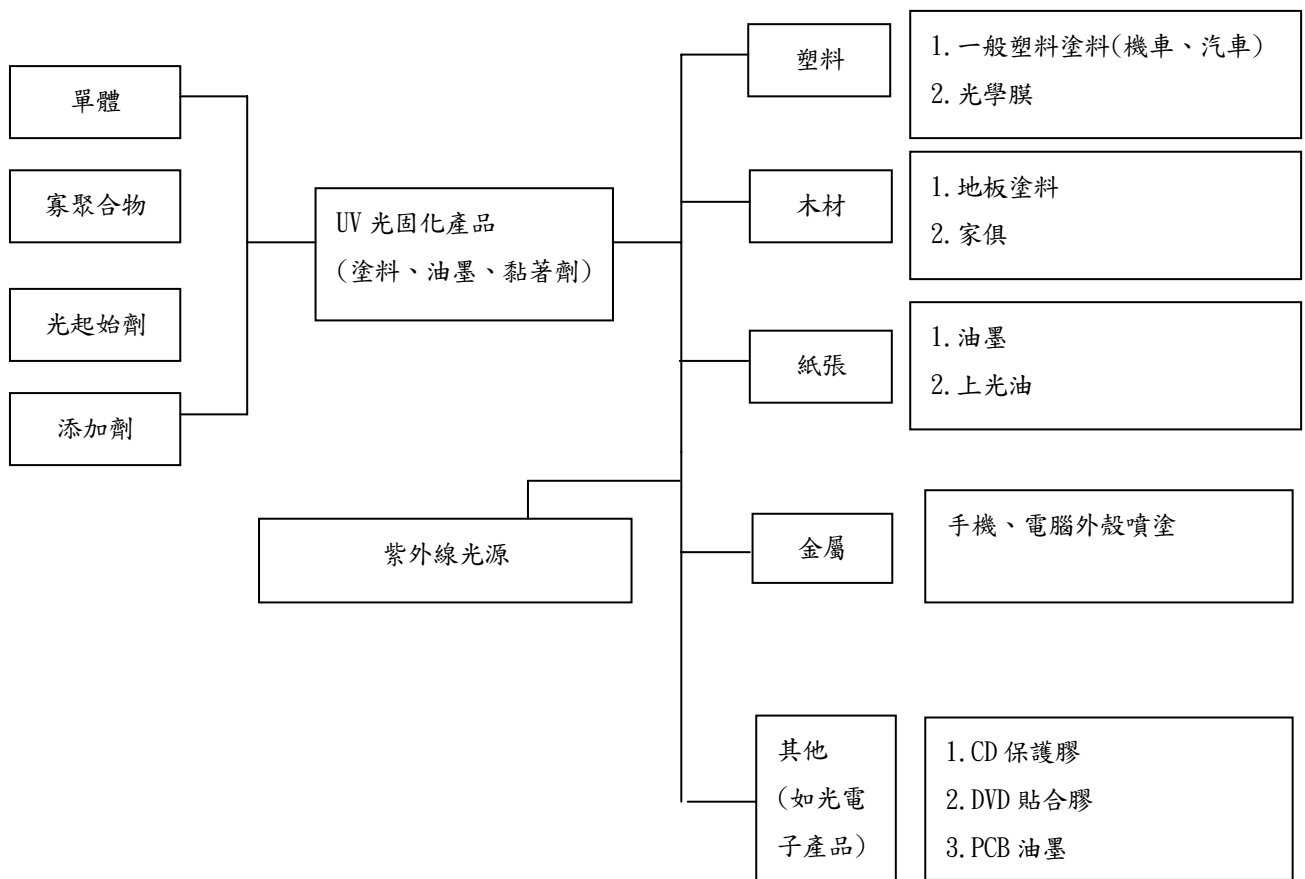 單體
寡聚合物
光起始劑
添加劑
UV 光固化產品
(塗料、油墨、黏著劑)
紫外線光源
塑料
1.一般塑料塗料(機車、汽車)
2.光學膜
木材
1.地板塗料
2.家俱
紙張
1.油墨
2.上光油
金屬
手機、電腦外殼噴塗
其他
(如光電
子產品)
1.CD 保護膠
2.DVD 貼合膠
3.PCB 油墨